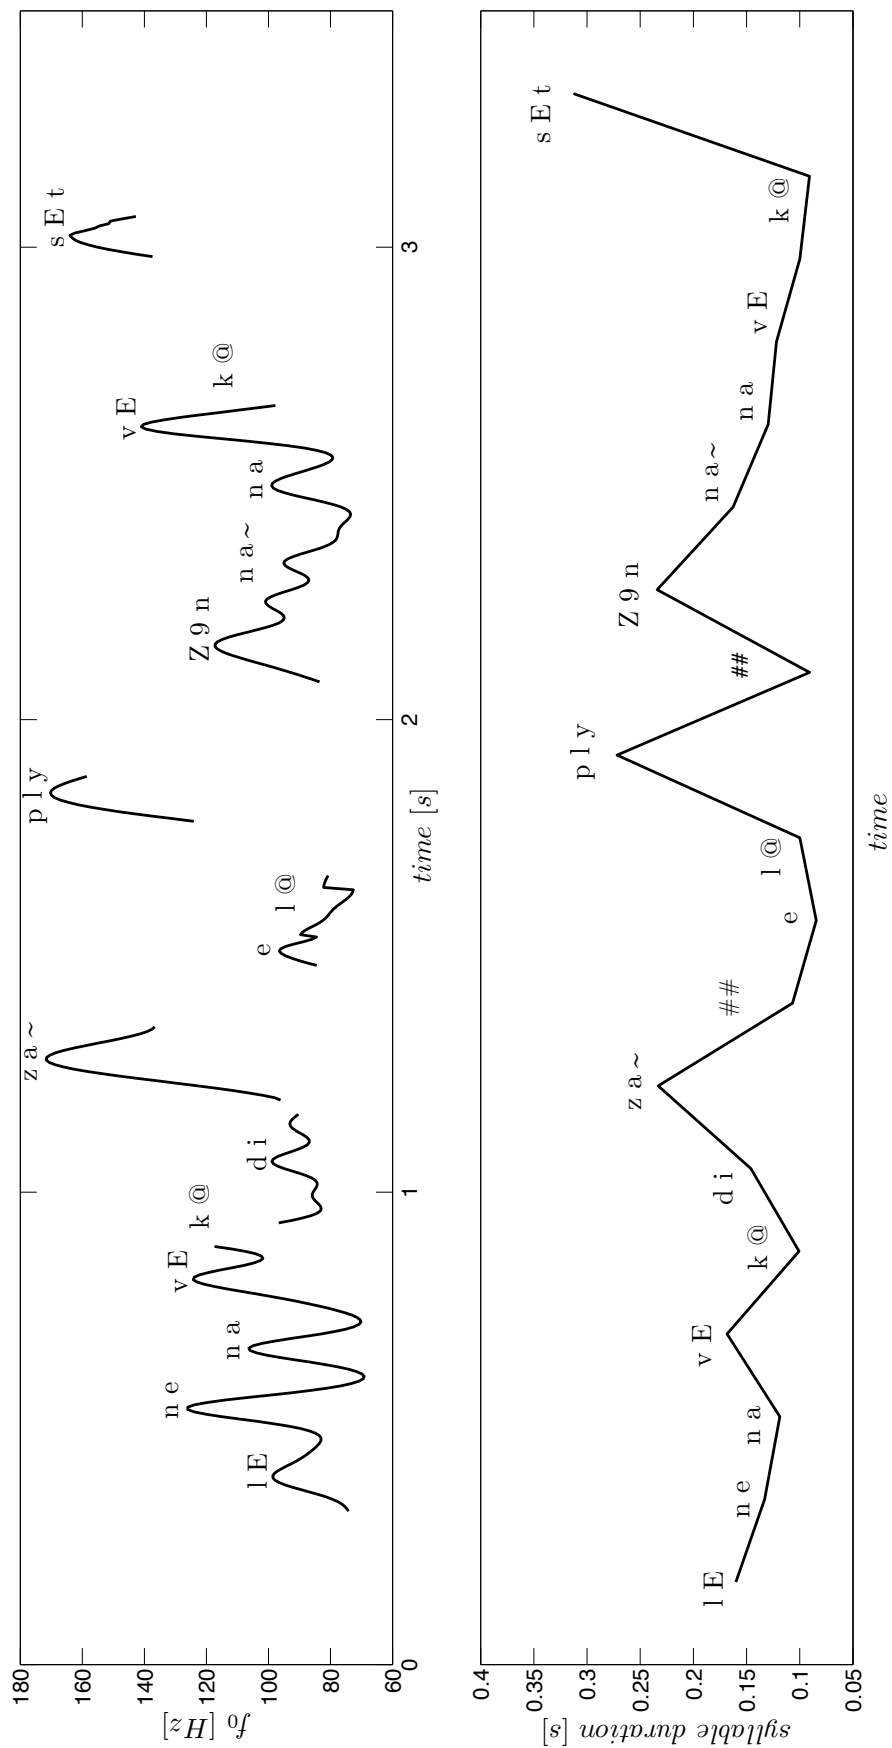 180
160
140
120
100
80
60
f0 [Hz]
l E
n e
n a
v E
k @
d i
z a~
e
l @
p l y
Z 9 n
n a~
n a
v E
k @
s E t
0
1
2
3
time [s]
0.4
0.35
0.3
0.25
0.2
0.15
0.1
0.05
syllable duration [s]
l E
n e
n a
v E
k @
d i
z a~
##
e
l @
p l y
##
Z 9 n
n a~
n a
v E
k @
s E t
time